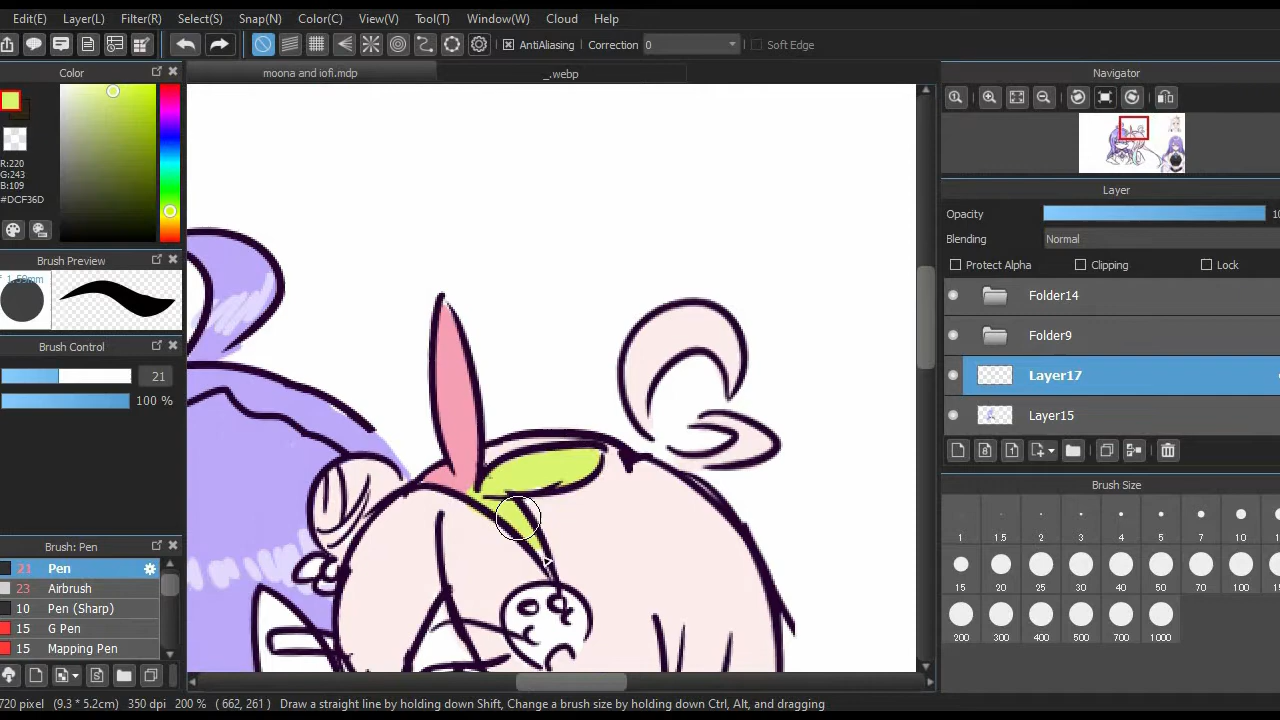 Edit(E) Layer(L) Filter(R) Select(S) Snap(N) Color(C) View(V) Tool(T) Window(W) Cloud Help
AntiAliasing Correction 0 Soft Edge
Color
moona and iofi.mdp
_.webp
Navigator
R:220
G:243
B:109
#DCF36D
Layer
Opacity
Blending Normal
Brush Preview
1.59mm
Protect Alpha Clipping Lock
Folder14
Folder9
Layer17
Layer15
Brush Control
21
100 %
Brush Size
1 1.5 2 3 4 5 7 10
15 20 25 30 40 50 70
200 300 400 500 700 1000
Brush: Pen
21 Pen
23 Airbrush
10 Pen (Sharp)
15 G Pen
15 Mapping Pen
720 pixel (9.3 * 5.2cm) 350 dpi 200 % ( 662, 261 ) Draw a straight line by holding down Shift, Change a brush size by holding down Ctrl, Alt, and dragging